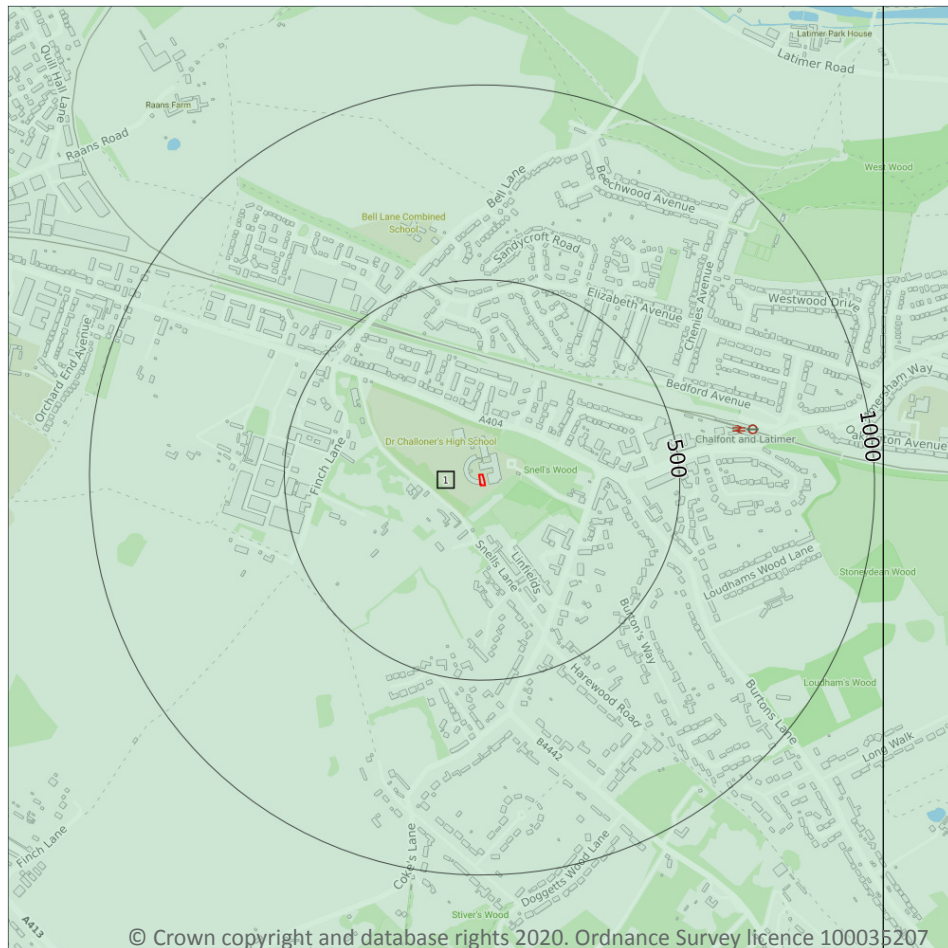 Latimer Park House
Latimer Road
Quill Hall Lane
Raans Farm
Raans Road
West Wood
Bell Lane
Beechwood Avenue
Bell Lane Combined
School
Sandycroft Road
Elizabeth Avenue
Westwood Drive
Chenies Avenue
Orchard End Avenue
Bedford Avenue
A404
Chalfont and Latimer
1000
500
Dr Challoner's High School
Snell's Wood
Finch Lane
1
Snells Lane
Linfields
Loudhams Wood Lane
Stoneydean Wood
Burton's Way
Harewood Road
Loudham's Wood
Burtons Lane
Long Walk
B4442
Finch Lane
Coke's Lane
Doggetts Wood Lane
Stiver's Wood
A413
© Crown copyright and database rights 2020. Ordnance Survey licence 100035207